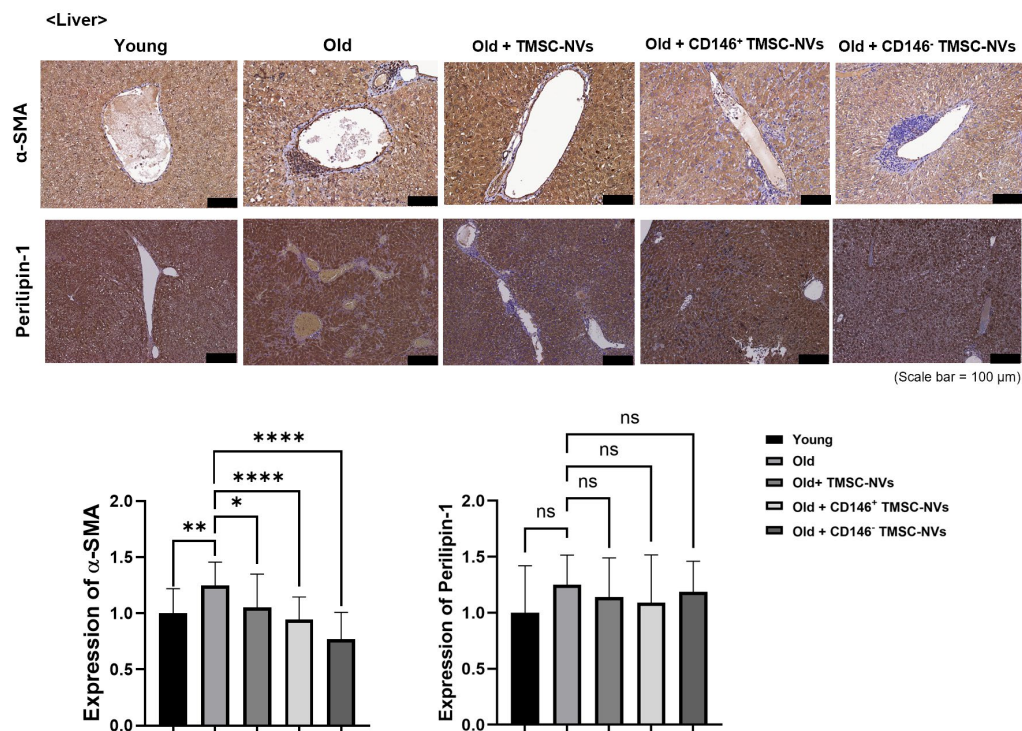 <Liver>
Young
Old
Old + TMSC-NVs
Old + CD146⁺ TMSC-NVs
Old + CD146⁻ TMSC-NVs
α-SMA
Perilipin-1
(Scale bar = 100 μm)
Expression of α-SMA
2.0
1.5
1.0
0.5
0.0
**
*
****
****
Expression of Perilipin-1
2.0
1.5
1.0
0.5
0.0
ns
ns
ns
ns
Young
Old
Old+ TMSC-NVs
Old + CD146⁺ TMSC-NVs
Old + CD146⁻ TMSC-NVs